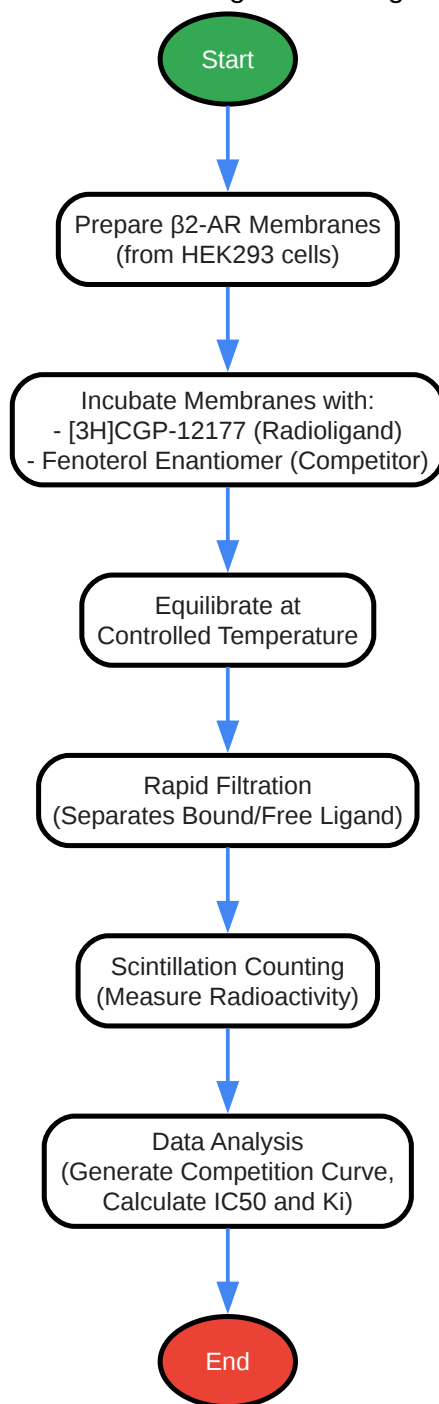 Start
Prepare β2-AR Membranes
(from HEK293 cells)
Incubate Membranes with:
- [3H]CGP-12177 (Radioligand)
- Fenoterol Enantiomer (Competitor)
Equilibrate at
Controlled Temperature
Rapid Filtration
(Separates Bound/Free Ligand)
Scintillation Counting
(Measure Radioactivity)
Data Analysis
(Generate Competition Curve,
Calculate IC50 and Ki)
End